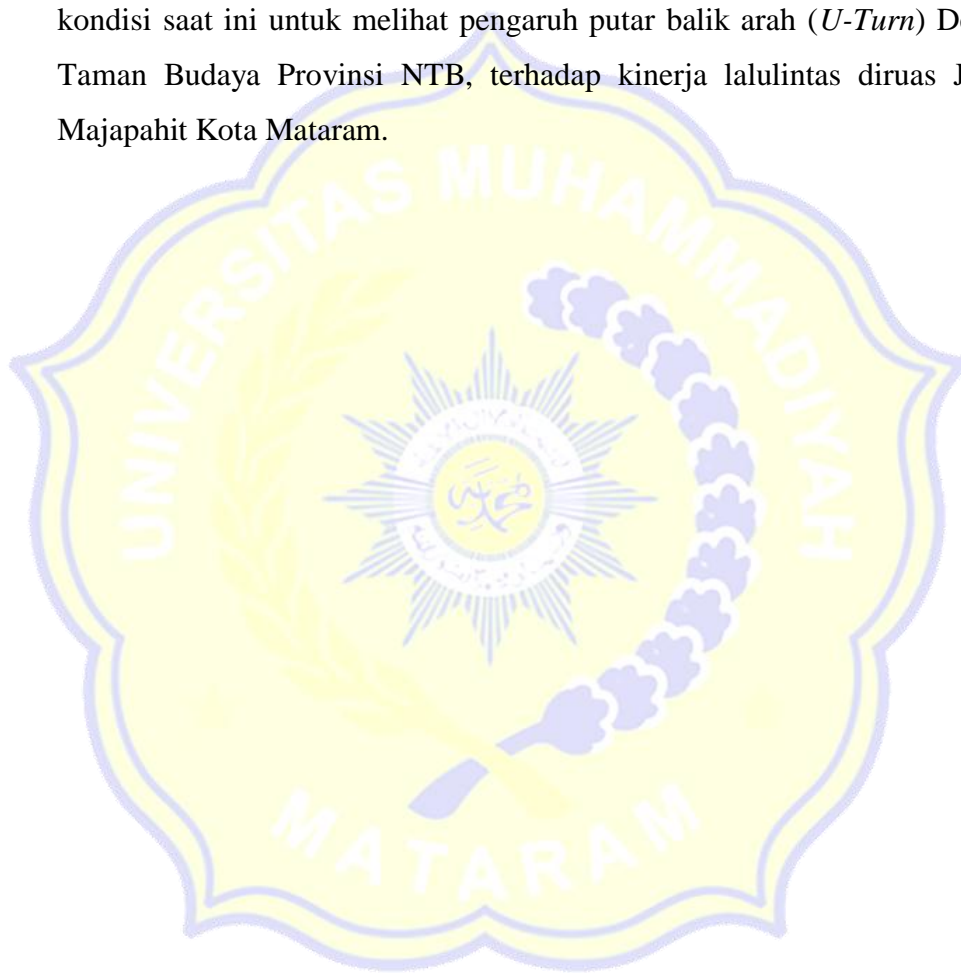 kondisi saat ini untuk melihat pengaruh putar balik arah (U-Turn)
Taman Budaya Provinsi NTB, terhadap kinerja lalulintas diruas
Majapahit Kota Mataram.
UNIVERSITAS MUHAMMADIYAH
MATARAM